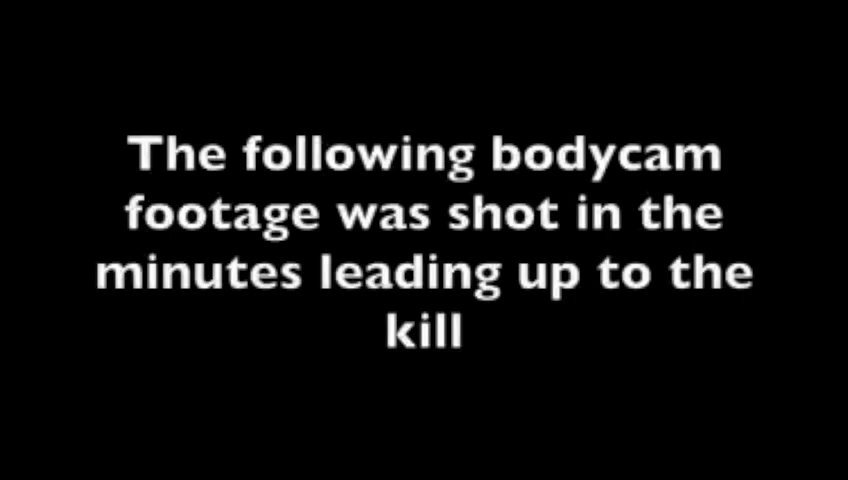 The following bodycam
footage was shot in the
minutes leading up to the
kill